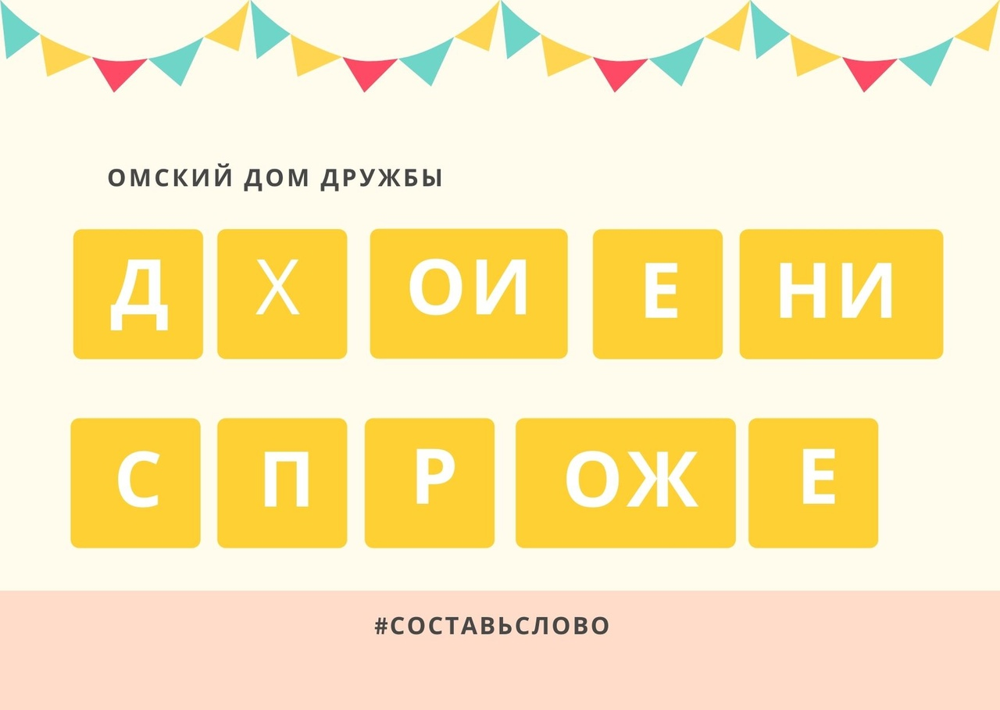 ОМСКИЙ ДОМ ДРУЖБЫ
Д Х ОИ Е НИ
С П Р ОЖ Е
#СОСТАВЬСЛОВО